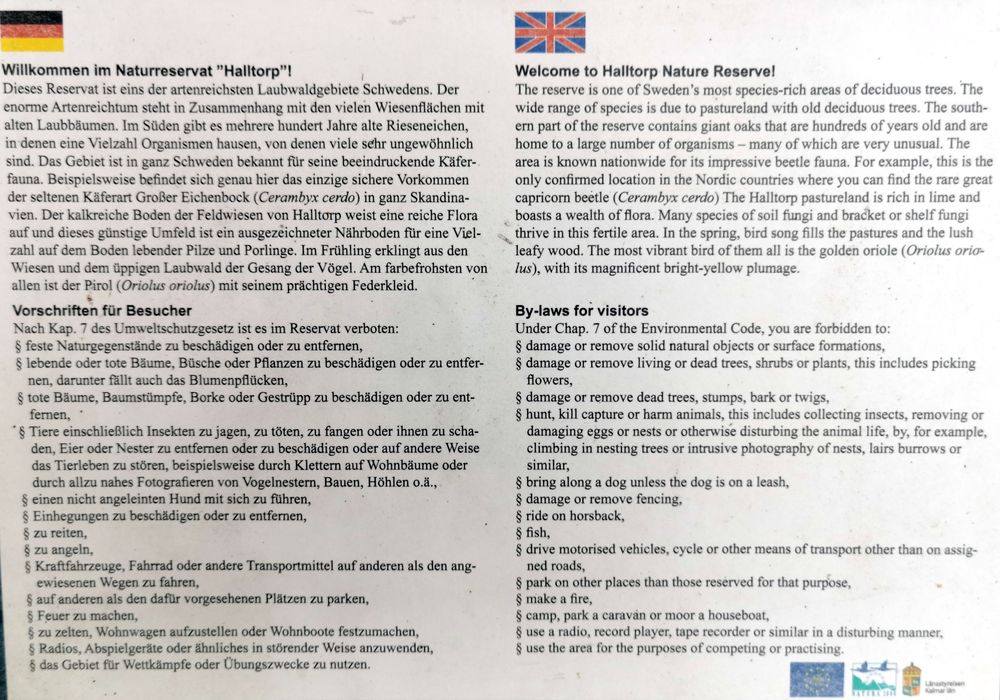 Willkommen im Naturreservat "Halltorp"!
Dieses Reservat ist eins der artenreichsten Laubwaldgebiete Schwedens. Der
enorme Artenreichtum steht in Zusammenhang mit den vielen Wiesenflächen mit
alten Laubbäumen. Im Süden gibt es mehrere hundert Jahre alte Rieseneichen,
in denen eine Vielzahl Organismen hausen, von denen viele sehr ungewöhnlich
sind. Das Gebiet ist in ganz Schweden bekannt für seine beeindruckende Käfer-
fauna. Beispielsweise befindet sich genau hier das einzige sichere Vorkommen
der seltenen Käferart Großer Eichenbock (Cerambyx cerdo) in ganz Skandina-
vien. Der kalkreiche Boden der Feldwiesen von Halltorp weist eine reiche Flora
auf und dieses günstige Umfeld ist ein ausgezeichneter Nährboden für eine Viel-
zahl auf dem Boden lebender Pilze und Porlinge. Im Frühling erklingt aus den
Wiesen und dem üppigen Laubwald der Gesang der Vögel. Am farbefrohsten von
allen ist der Pirol (Oriolus oriolus) mit seinem prächtigen Federkleid.
Vorschriften für Besucher
Nach Kap. 7 des Umweltschutzgesetz ist es im Reservat verboten:
§ feste Naturgegenstände zu beschädigen oder zu entfernen,
§ lebende oder tote Bäume, Büsche oder Pflanzen zu beschädigen oder zu entfer-
nen, darunter fällt auch das Blumenpflücken,
§ tote Bäume, Baumstümpfe, Borke oder Gestrüpp zu beschädigen oder zu ent-
fernen,
§ Tiere einschließlich Insekten zu jagen, zu töten, zu fangen oder ihnen zu scha-
den, Eier oder Nester zu entfernen oder zu beschädigen oder auf andere Weise
das Tierleben zu stören, beispielsweise durch Klettern auf Wohnbäume oder
durch allzu nahes Fotografieren von Vogelnestern, Bauen, Höhlen o.ä.,
§ einen nicht angeleinten Hund mit sich zu führen,
§ Einhegungen zu beschädigen oder zu entfernen,
§ zu reiten,
§ zu angeln,
§ Kraftfahrzeuge, Fahrrad oder andere Transportmittel auf anderen als den ang-
ewiesenen Wegen zu fahren,
§ auf anderen als den dafür vorgesehenen Plätzen zu parken,
§ Feuer zu machen,
§ zu zelten, Wohnwagen aufzustellen oder Wohnboote festzumachen,
§ Radios, Abspielgeräte oder ähnliches in störender Weise anzuwenden,
§ das Gebiet für Wettkämpfe oder Übungszwecke zu nutzen.
Welcome to Halltorp Nature Reserve!
The reserve is one of Sweden's most species-rich areas of deciduous trees. The
wide range of species is due to pastureland with old deciduous trees. The south-
ern part of the reserve contains giant oaks that are hundreds of years old and are
home to a large number of organisms – many of which are very unusual. The
area is known nationwide for its impressive beetle fauna. For example, this is the
only confirmed location in the Nordic countries where you can find the rare great
capricorn beetle (Cerambyx cerdo) The Halltorp pastureland is rich in lime and
boasts a wealth of flora. Many species of soil fungi and bracket or shelf fungi
thrive in this fertile area. In the spring, bird song fills the pastures and the lush
leafy wood. The most vibrant bird of them all is the golden oriole (Oriolus orio-
lus), with its magnificent bright-yellow plumage.
By-laws for visitors
Under Chap. 7 of the Environmental Code, you are forbidden to:
§ damage or remove solid natural objects or surface formations,
§ damage or remove living or dead trees, shrubs or plants, this includes picking
flowers,
§ damage or remove dead trees, stumps, bark or twigs,
§ hunt, kill capture or harm animals, this includes collecting insects, removing or
damaging eggs or nests or otherwise disturbing the animal life, by, for example,
climbing in nesting trees or intrusive photography of nests, lairs burrows or
similar,
§ bring along a dog unless the dog is on a leash,
§ damage or remove fencing,
§ ride on horsback,
§ fish,
§ drive motorised vehicles, cycle or other means of transport other than on assig-
ned roads,
§ park on other places than those reserved for that purpose,
§ make a fire,
§ camp, park a caravan or moor a houseboat,
§ use a radio, record player, tape recorder or similar in a disturbing manner,
§ use the area for the purposes of competing or practising.
NATURA 2000
Länsstyrelsen
Kalmar län